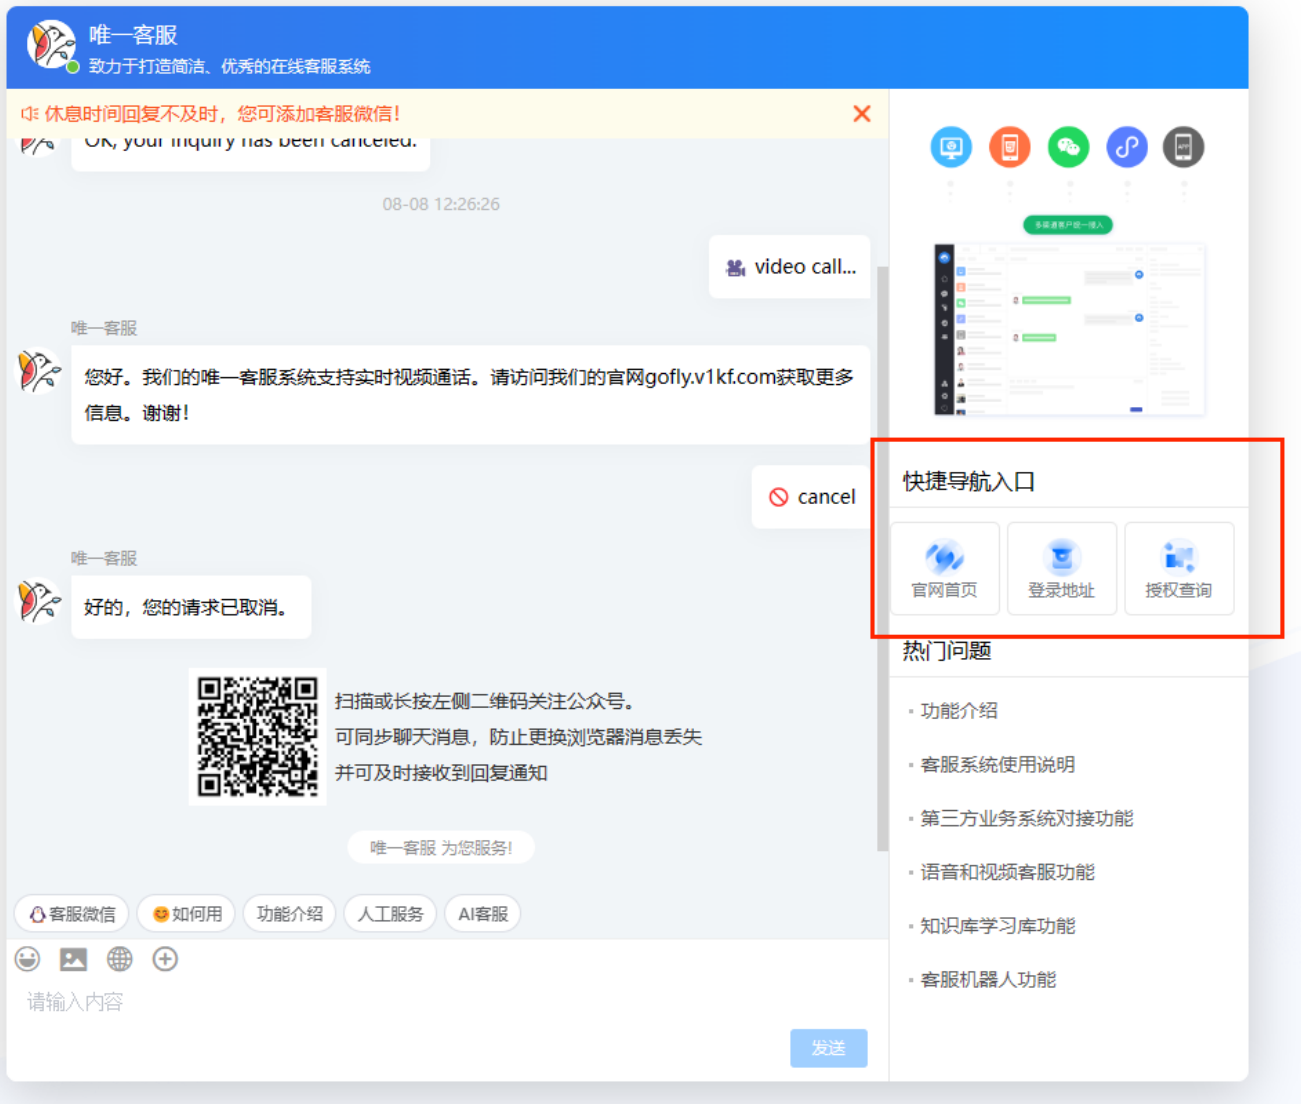 唯一客服
致力于打造简洁、优秀的在线客服系统
休息时间回复不及时，您可添加客服微信！
OK, your inquiry has been canceled.
08-08 12:26:26
video call...
唯一客服
您好。我们的唯一客服系统支持实时视频通话。请访问我们的官网gofly.v1kf.com获取更多
信息。谢谢！
cancel
唯一客服
好的，您的请求已取消。
扫描或长按左侧二维码关注公众号。
可同步聊天消息，防止更换浏览器消息丢失
并可及时接收到回复通知
唯一客服 为您服务!
客服微信
如何用
功能介绍
人工服务
AI客服
请输入内容
发送
APP
多渠道客户统一接入
快捷导航入口
官网首页
登录地址
授权查询
热门问题
功能介绍
客服系统使用说明
第三方业务系统对接功能
语音和视频客服功能
知识库学习库功能
客服机器人功能